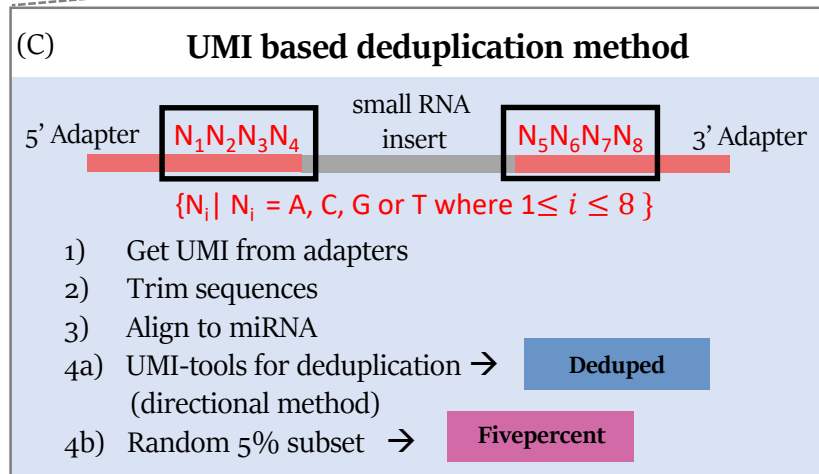 (C) UMI based deduplication method
small RNA
5’ Adapter N₁N₂N₃N₄ insert N₅N₆N₇N₈ 3’ Adapter
{Nᵢ| Nᵢ = A, C, G or T where 1≤ i ≤ 8 }
1) Get UMI from adapters
2) Trim sequences
3) Align to miRNA
4a) UMI-tools for deduplication → Deduped
(directional method)
4b) Random 5% subset → Fivepercent